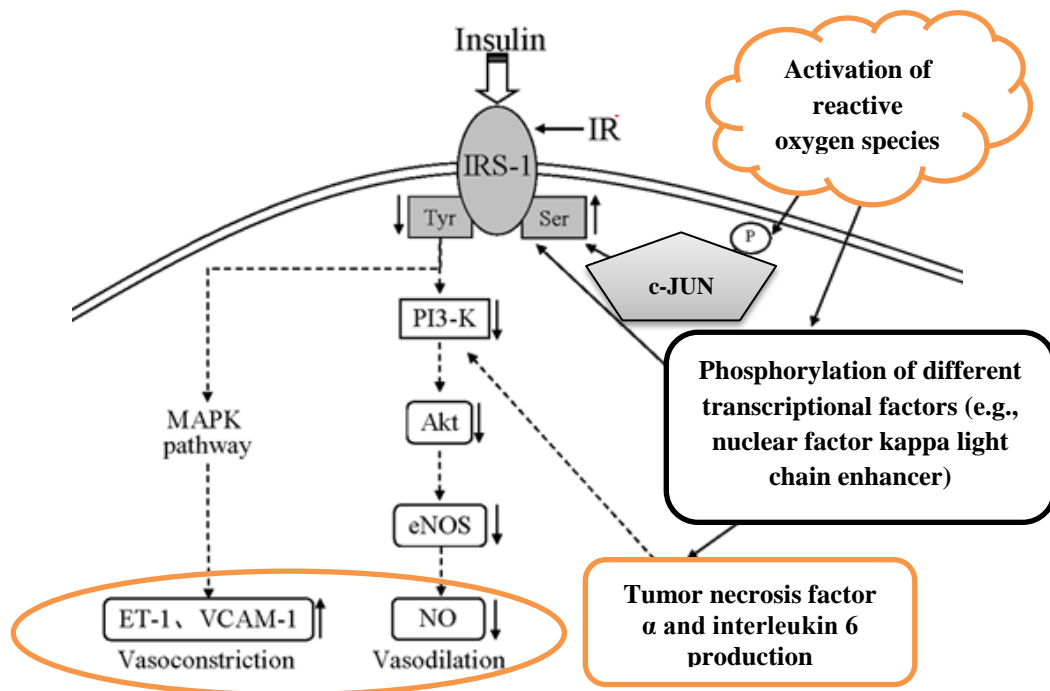 Insulin
Activation of
reactive
oxygen species
IR
IRS-1
Tyr
Ser
P
c-JUN
PI3-K
Phosphorylation of different
transcriptional factors (e.g.,
nuclear factor kappa light
chain enhancer)
MAPK
pathway
Akt
eNOS
Tumor necrosis factor
α and interleukin 6
production
ET-1、VCAM-1
NO
Vasoconstriction
Vasodilation